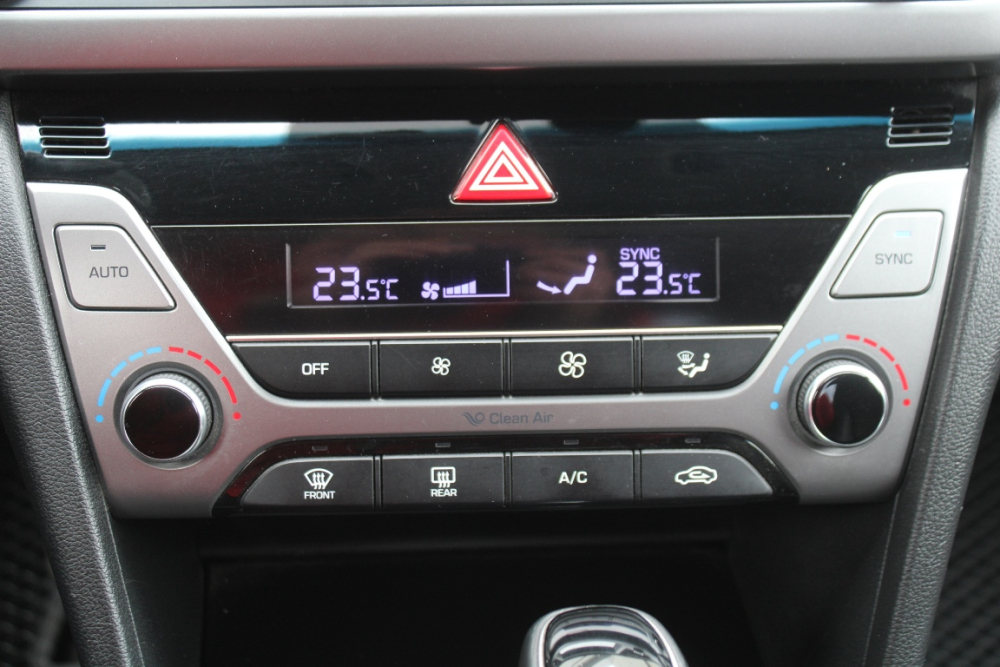 AUTO
SYNC
23.5°C
SYNC
23.5°C
OFF
Clean Air
FRONT
REAR
A/C